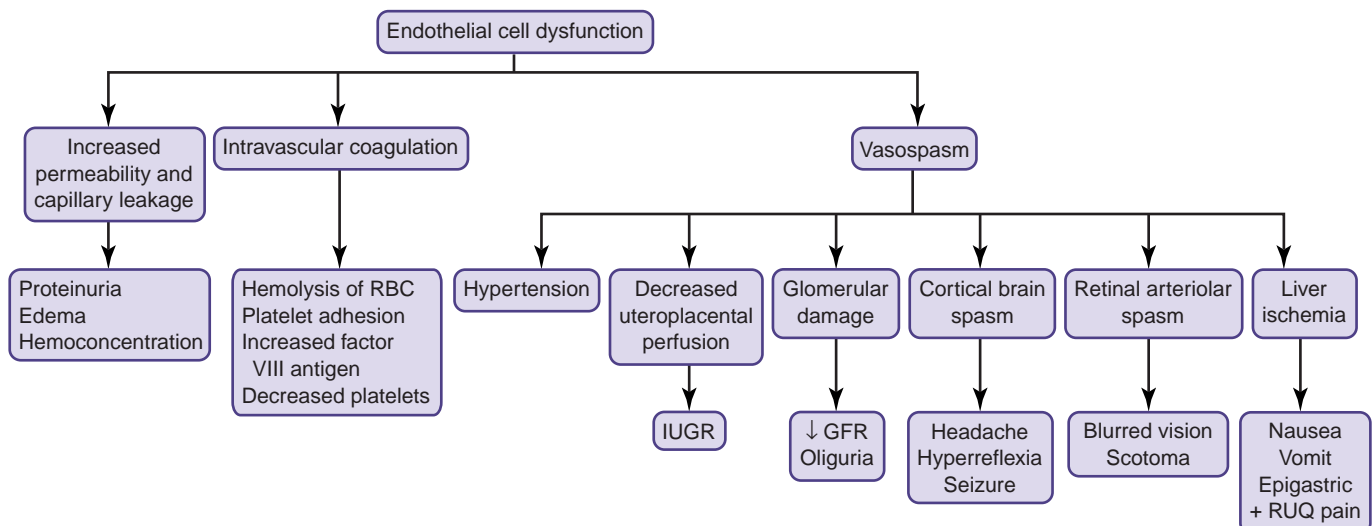 Endothelial cell dysfunction
Increased
permeability and
capillary leakage
Intravascular coagulation
Vasospasm
Proteinuria
Edema
Hemoconcentration
Hemolysis of RBC
Platelet adhesion
Increased factor
VIII antigen
Decreased platelets
Hypertension
Decreased
uteroplacental
perfusion
Glomerular
damage
Cortical brain
spasm
Retinal arteriolar
spasm
Liver
ischemia
IUGR
↓ GFR
Oliguria
Headache
Hyperreflexia
Seizure
Blurred vision
Scotoma
Nausea
Vomit
Epigastric
+ RUQ pain